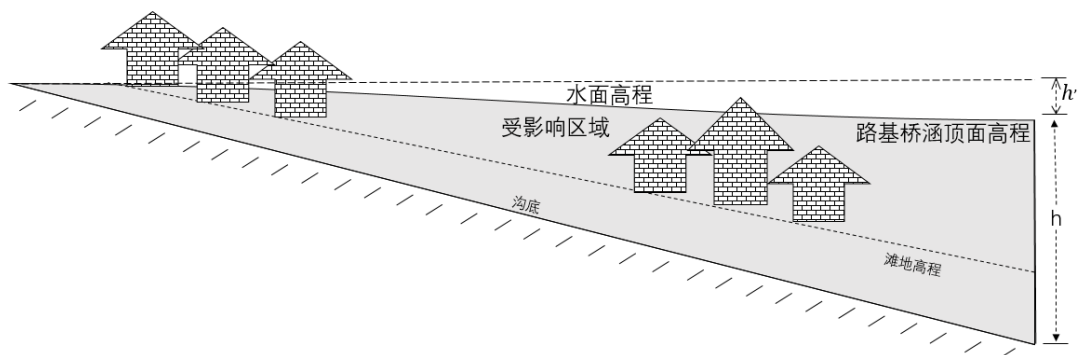 水面高程
h'
受影响区域
路基桥涵顶面高程
h
沟底
滩地高程